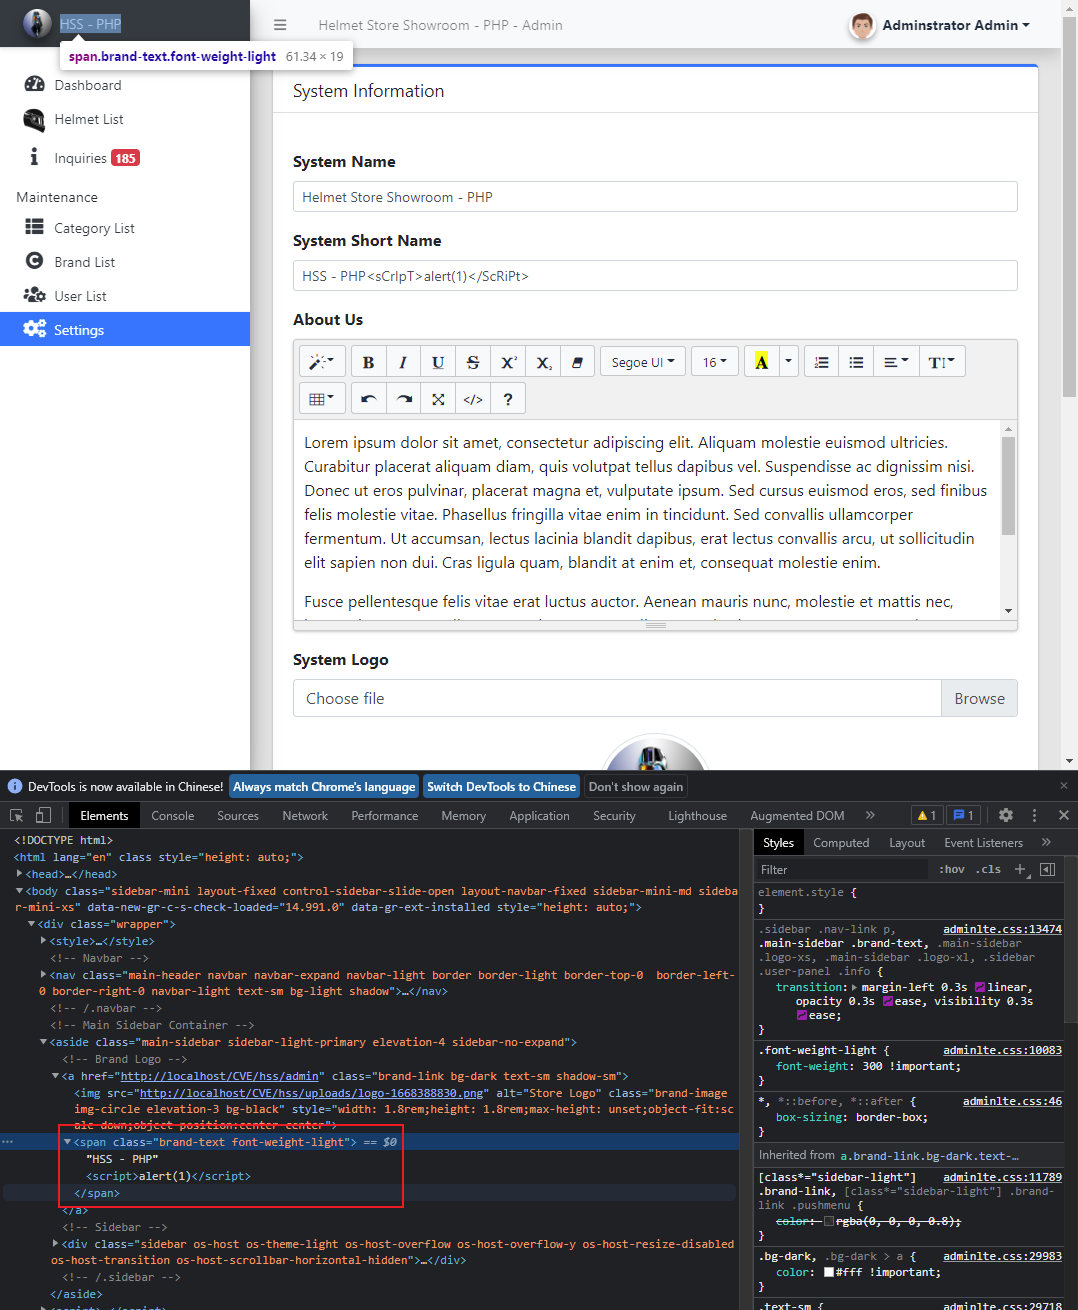 HSS - PHP
Helmet Store Showroom - PHP - Admin
Adminstrator Admin
span.brand-text.font-weight-light 61.34 × 19
Dashboard
Helmet List
Inquiries 185
Maintenance
Category List
Brand List
User List
Settings
System Information
System Name
Helmet Store Showroom - PHP
System Short Name
HSS - PHP<sCrIpT>alert(1)</ScRiPt>
About Us
B I U S X² X₂ Segoe UI 16 A T
</> ?
Lorem ipsum dolor sit amet, consectetur adipiscing elit. Aliquam molestie euismod ultricies.
Curabitur placerat aliquam diam, quis volutpat tellus dapibus vel. Suspendisse ac dignissim nisi.
Donec ut eros pulvinar, placerat magna et, vulputate ipsum. Sed cursus euismod eros, sed finibus
felis molestie vitae. Phasellus fringilla vitae enim in tincidunt. Sed convallis ullamcorper
fermentum. Ut accumsan, lectus lacinia blandit dapibus, erat lectus convallis arcu, ut sollicitudin
elit sapien non dui. Cras ligula quam, blandit at enim et, consequat molestie enim.
Fusce pellentesque felis vitae erat luctus auctor. Aenean mauris nunc, molestie et mattis nec,
System Logo
Choose file Browse
DevTools is now available in Chinese! Always match Chrome's language Switch DevTools to Chinese Don't show again
Elements Console Sources Network Performance Memory Application Security Lighthouse Augmented DOM » 1 1
<!DOCTYPE html>
<html lang="en" class style="height: auto;">
<head>…</head>
<body class="sidebar-mini layout-fixed control-sidebar-slide-open layout-navbar-fixed sidebar-mini-md sideba
r-mini-xs" data-new-gr-c-s-check-loaded="14.991.0" data-gr-ext-installed style="height: auto;">
<div class="wrapper">
<style>…</style>
<!-- Navbar -->
<nav class="main-header navbar navbar-expand navbar-light border border-light border-top-0  border-left-
0 border-right-0 navbar-light text-sm bg-light shadow">…</nav>
<!-- /.navbar -->
<!-- Main Sidebar Container -->
<aside class="main-sidebar sidebar-light-primary elevation-4 sidebar-no-expand">
<!-- Brand Logo -->
<a href="http://localhost/CVE/hss/admin" class="brand-link bg-dark text-sm shadow-sm">
<img src="http://localhost/CVE/hss/uploads/logo-1668388830.png" alt="Store Logo" class="brand-image
img-circle elevation-3 bg-black" style="width: 1.8rem;height: 1.8rem;max-height: unset;object-fit:sc
ale-down;object-position:center center">
<span class="brand-text font-weight-light"> == $0
"HSS - PHP"
<script>alert(1)</script>
</span>
</a>
<!-- Sidebar -->
<div class="sidebar os-host os-theme-light os-host-overflow os-host-overflow-y os-host-resize-disabled
os-host-transition os-host-scrollbar-horizontal-hidden">…</div>
<!-- /.sidebar -->
</aside>
Styles Computed Layout Event Listeners »
Filter :hov .cls +
element.style {
}
.sidebar .nav-link p, adminlte.css:13474
.main-sidebar .brand-text, .main-sidebar
.logo-xs, .main-sidebar .logo-xl, .sidebar
.user-panel .info {
transition: margin-left 0.3s linear,
opacity 0.3s ease, visibility 0.3s
ease;
}
.font-weight-light { adminlte.css:10083
font-weight: 300 !important;
}
*, *::before, *::after { adminlte.css:46
box-sizing: border-box;
}
Inherited from a.brand-link.bg-dark.text-…
[class*="sidebar-light"] adminlte.css:11789
.brand-link, [class*="sidebar-light"] .brand-
link .pushmenu {
color: rgba(0, 0, 0, 0.8);
}
.bg-dark, .bg-dark > a { adminlte.css:29983
color: #fff !important;
}
.text-sm { adminlte.css:29718